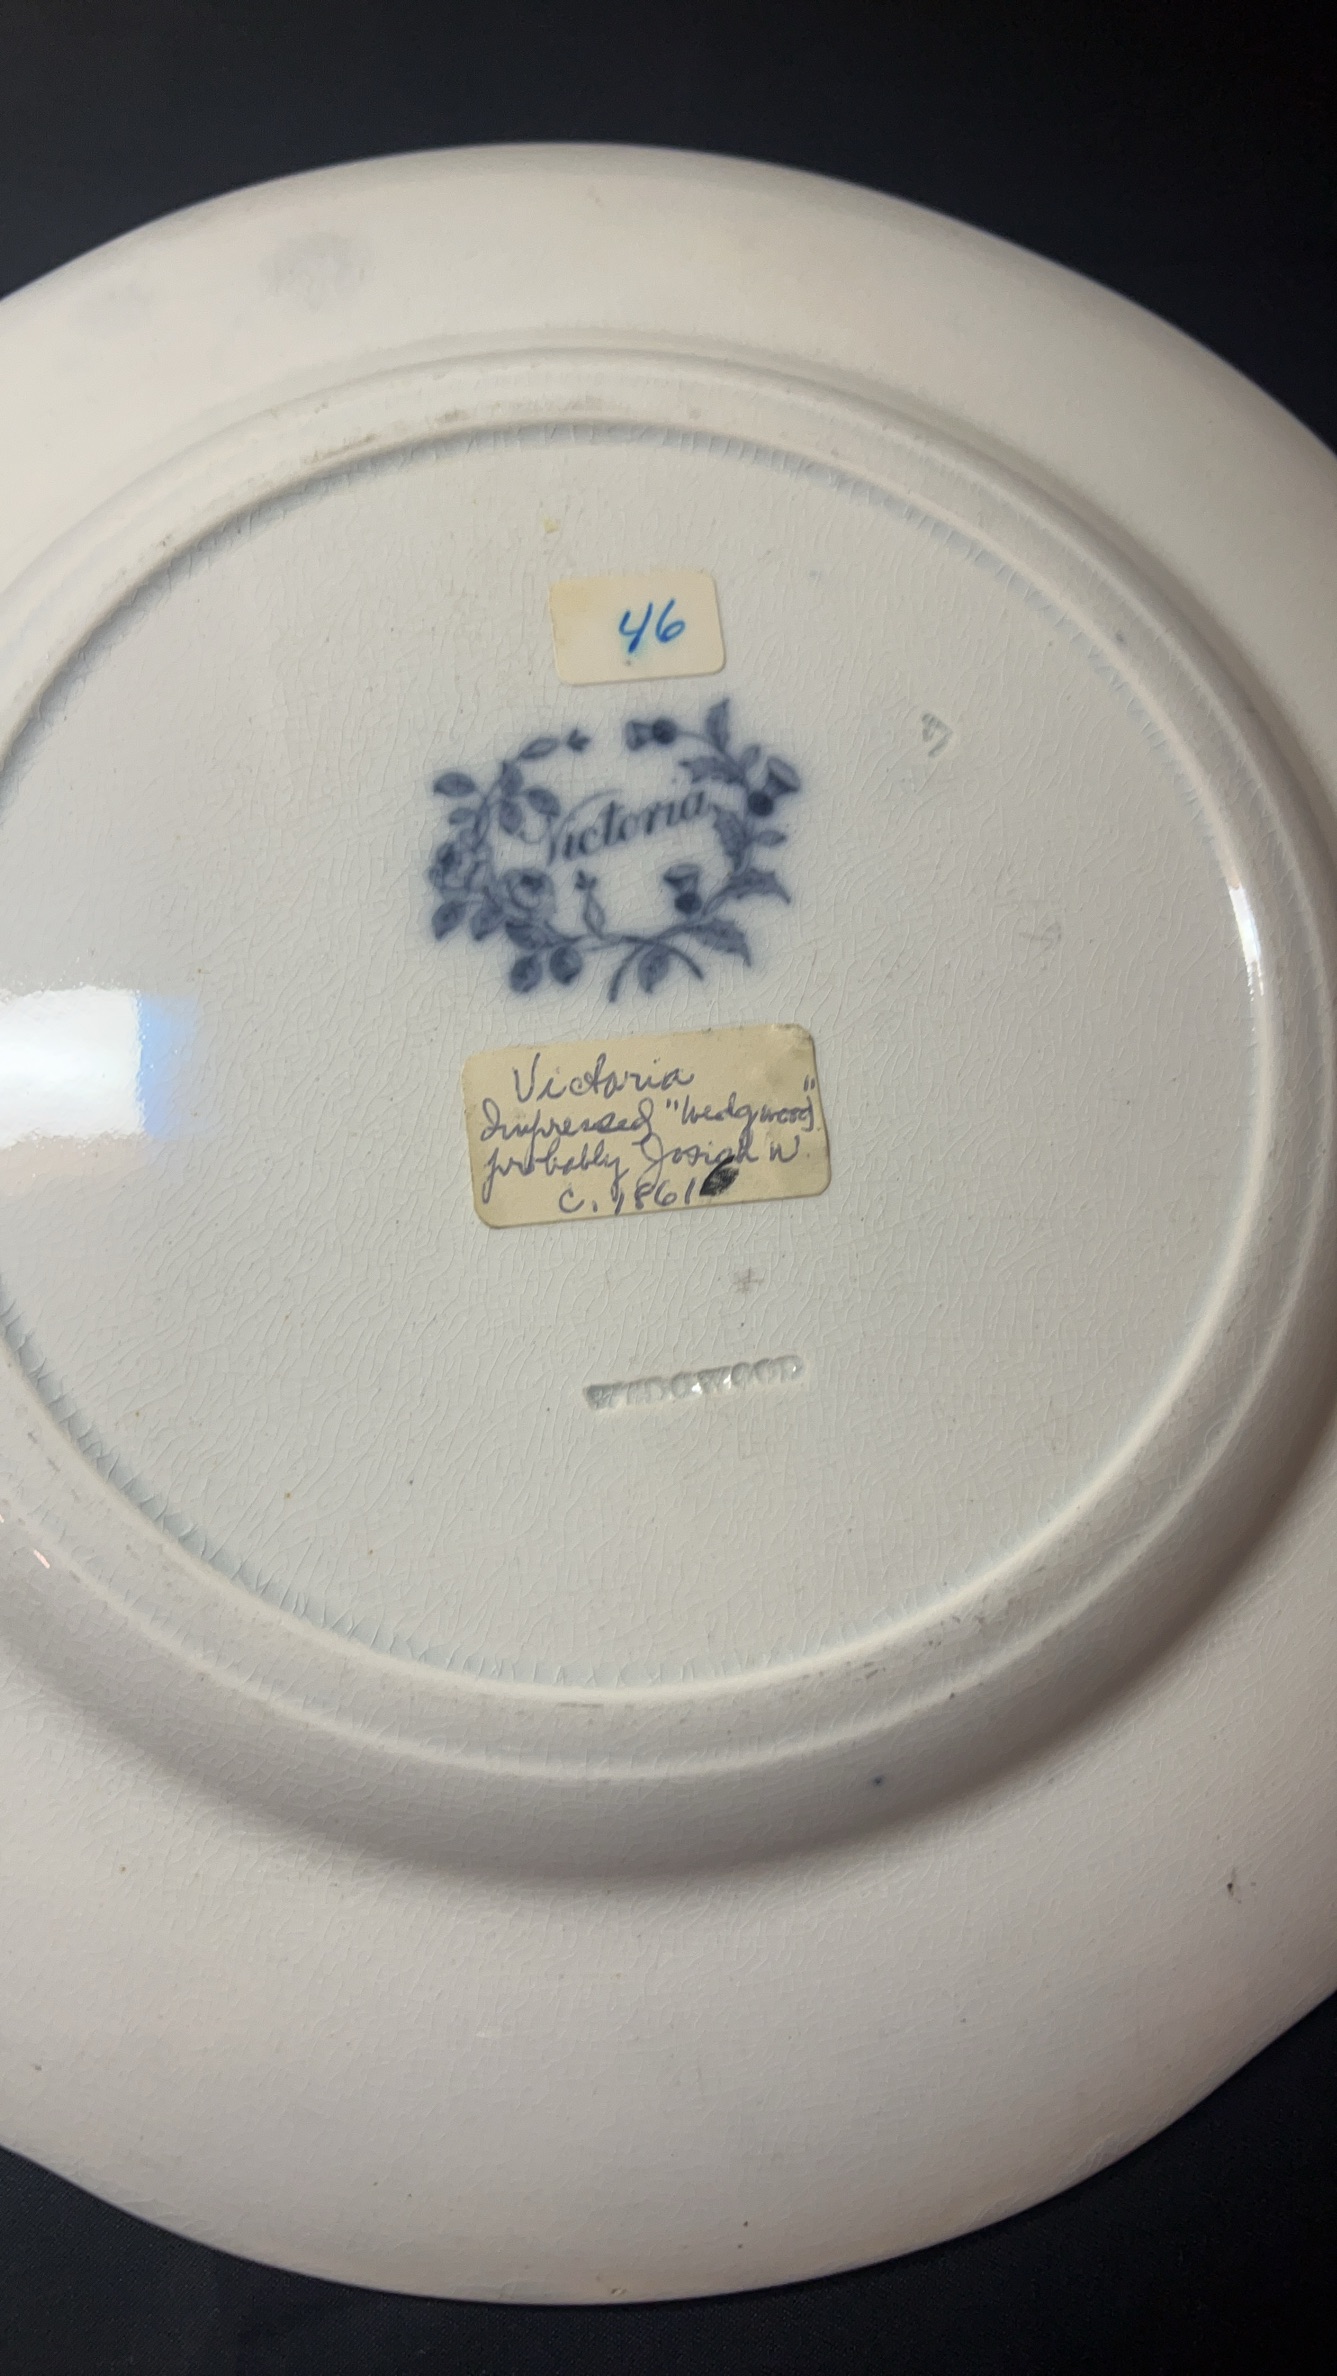 46
Victoria
Victoria
Impressed "Wedgwood"
probably Josiah W.
c. 1861
WEDGWOOD